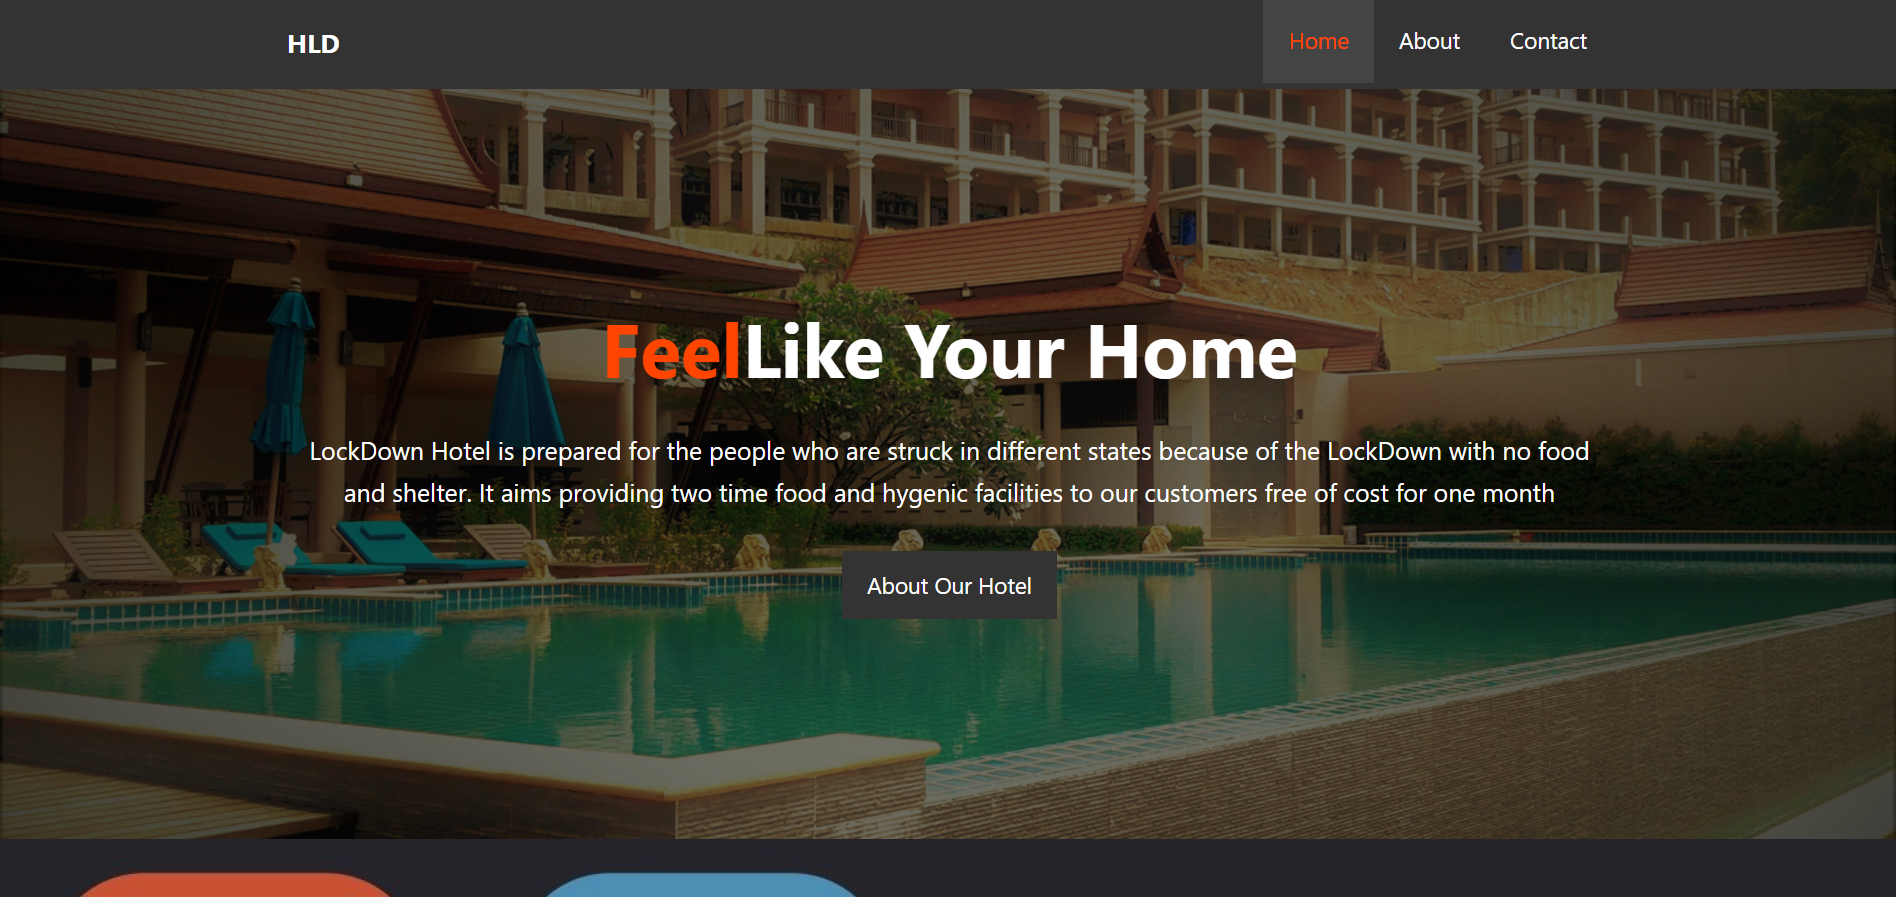 HLD
Home About Contact
FeelLike Your Home
LockDown Hotel is prepared for the people who are struck in different states because of the LockDown with no food
and shelter. It aims providing two time food and hygenic facilities to our customers free of cost for one month
About Our Hotel